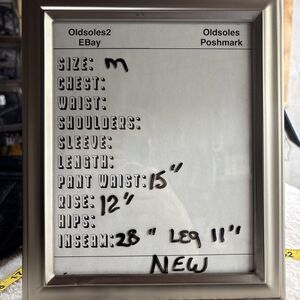 Oldsoles2 Oldsoles
EBay Poshmark
SIZE: M
CHEST:
WAIST:
SHOULDERS:
SLEEVE:
LENGTH:
PANT WAIST: 15"
RISE: 12"
HIPS:
INSEAM: 28" Leg 11"
NEW